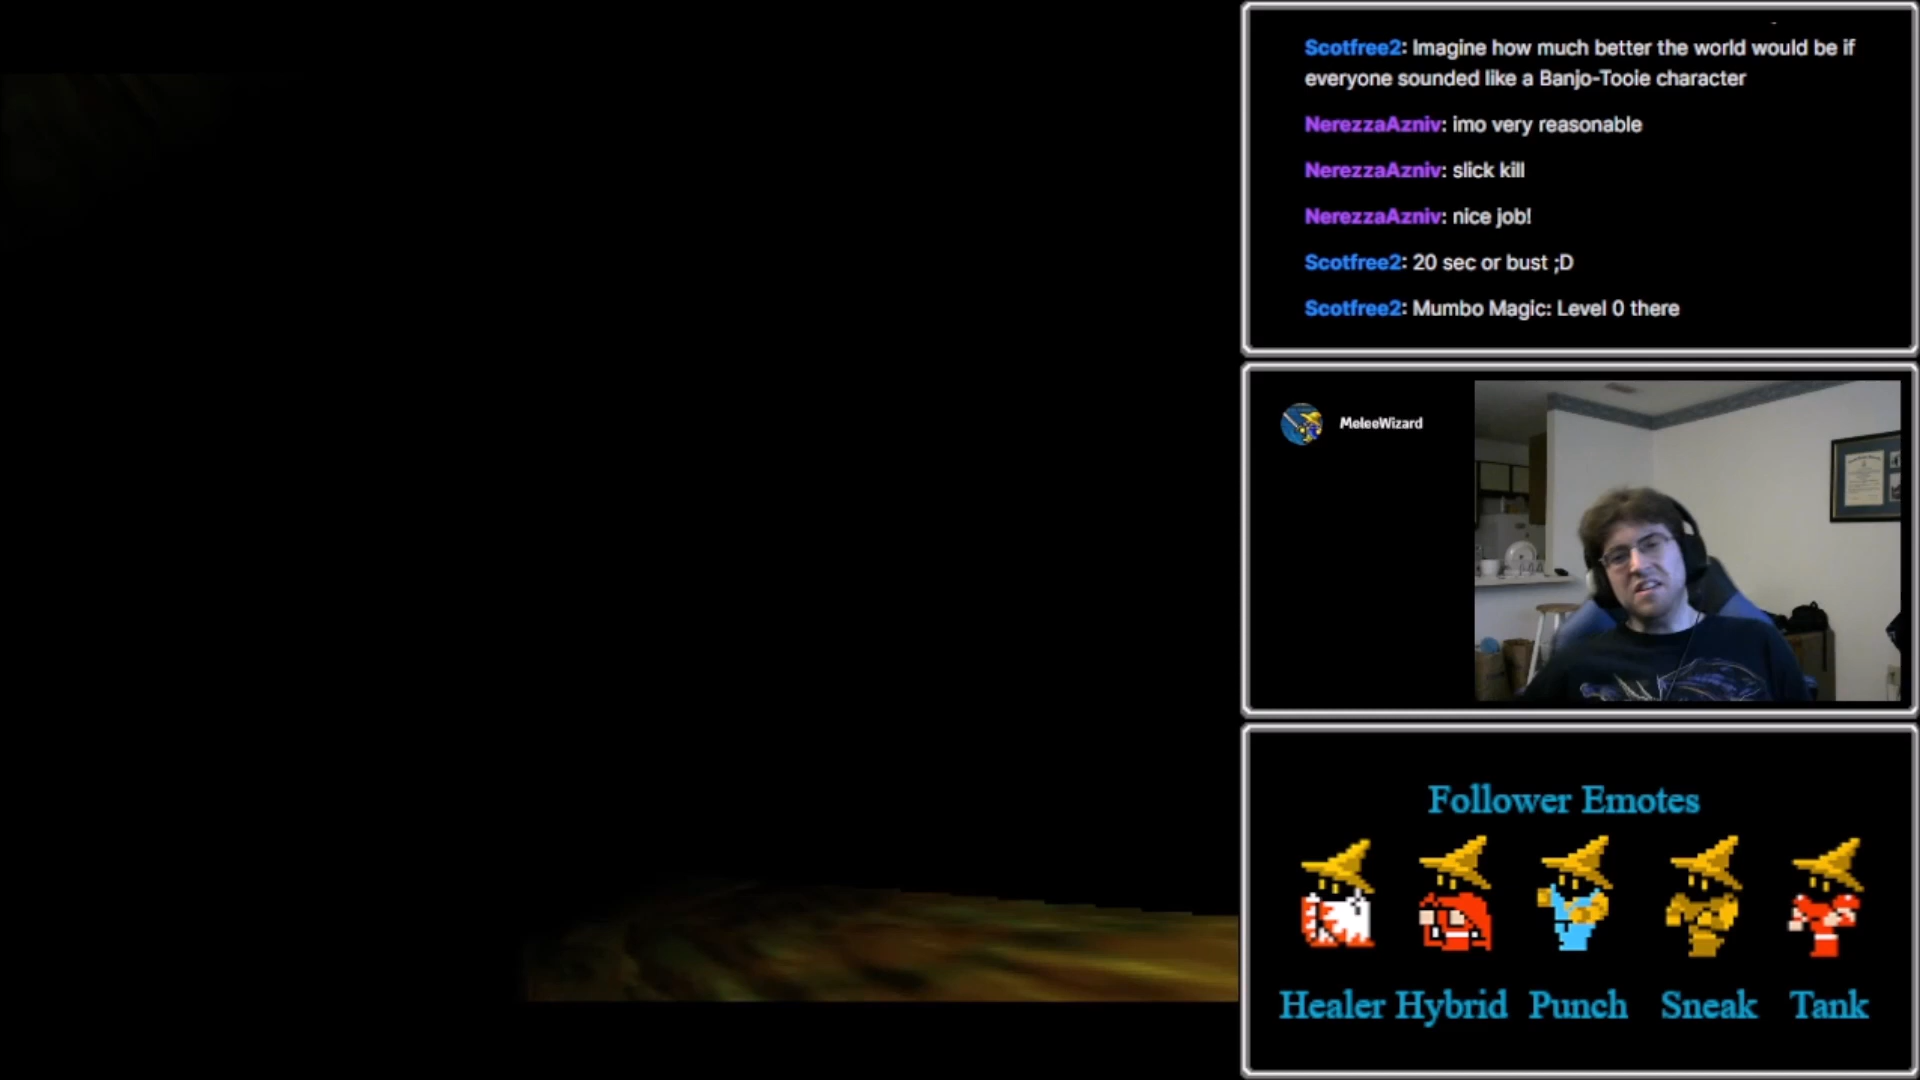 Scotfree2: Imagine how much better the world would be if
everyone sounded like a Banjo-Tooie character
NerezzaAzniv: imo very reasonable
NerezzaAzniv: slick kill
NerezzaAzniv: nice job!
Scotfree2: 20 sec or bust ;D
Scotfree2: Mumbo Magic: Level 0 there
MeleeWizard
Follower Emotes
Healer Hybrid Punch Sneak Tank